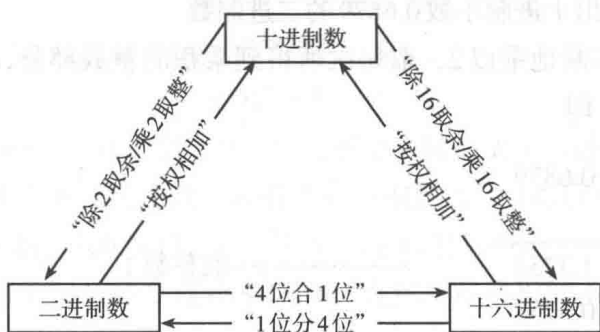 十进制数
“除2取余/乘2取整”
“按权相加”
“按权相加”
“除16取余/乘16取整”
二进制数
“4位合1位”
“1位分4位”
十六进制数